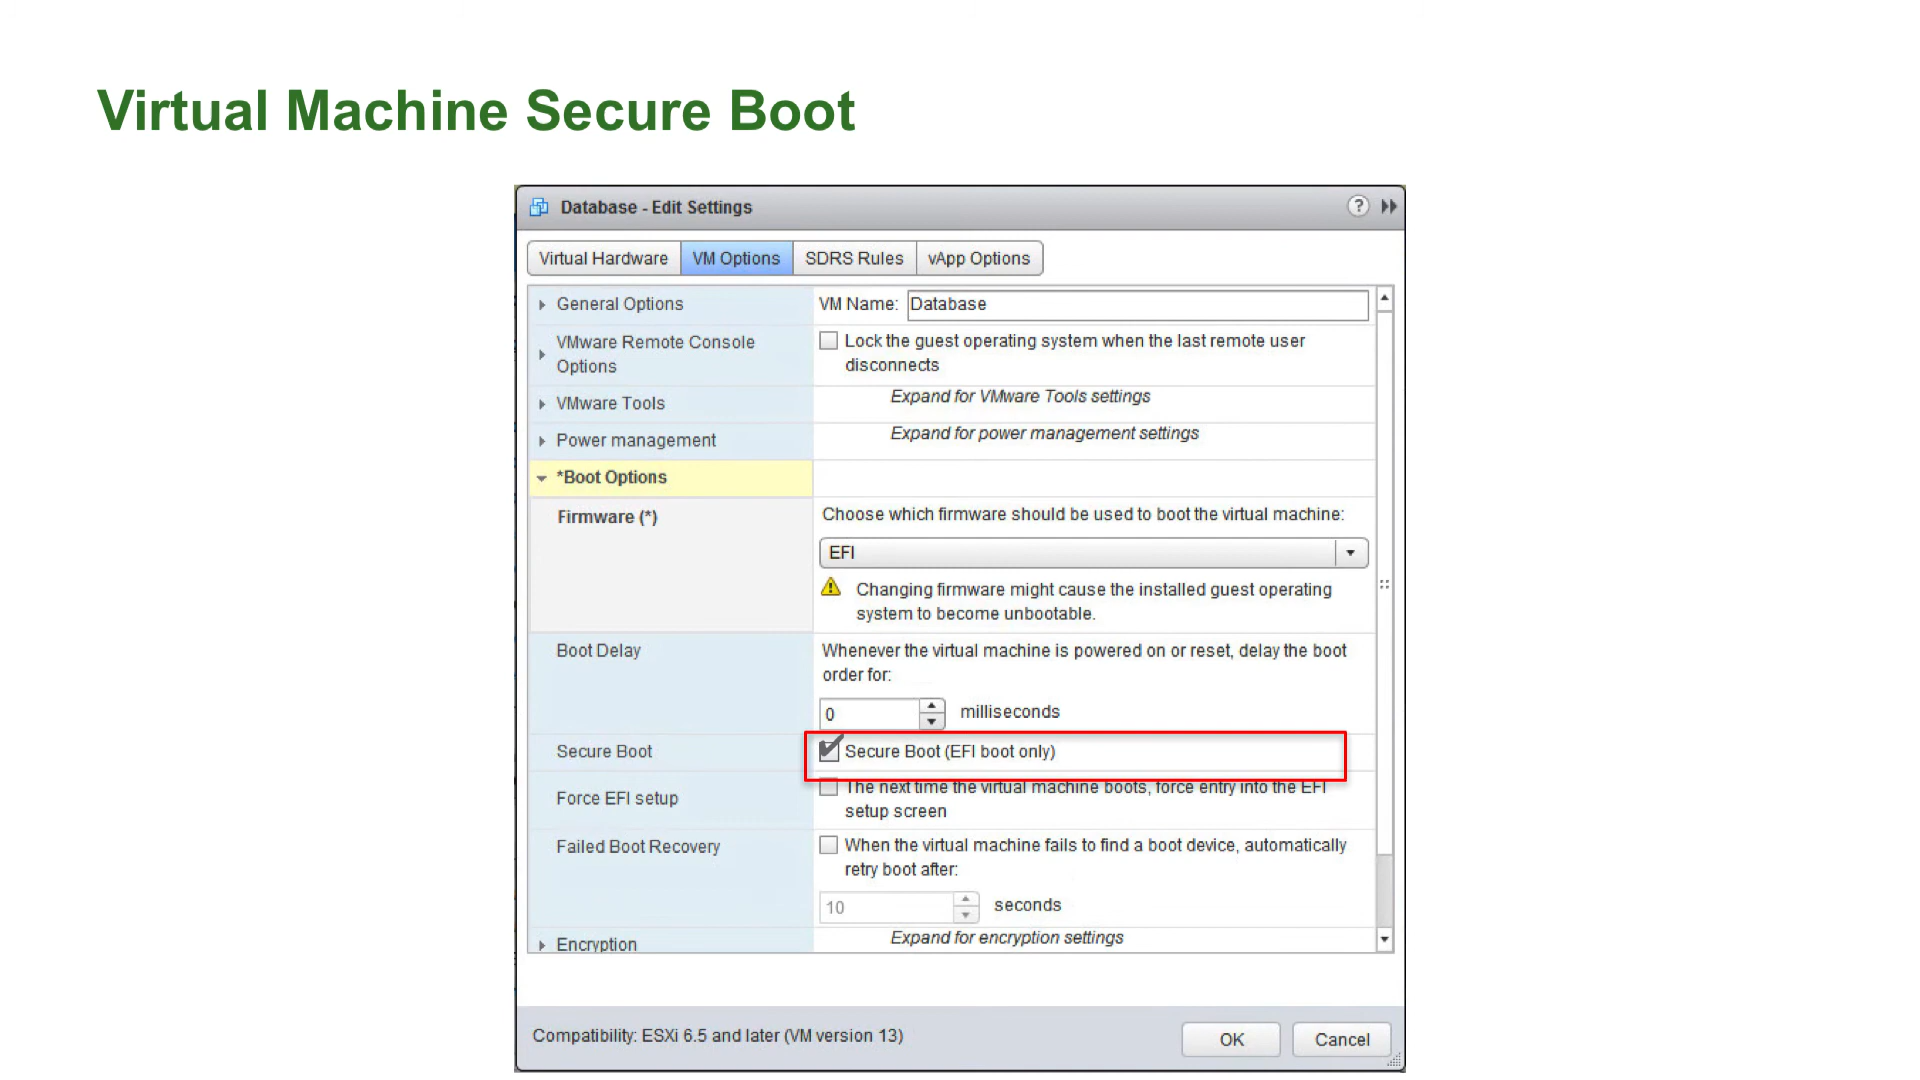 Virtual Machine Secure Boot
Database - Edit Settings
Virtual Hardware
VM Options
SDRS Rules
vApp Options
General Options
VM Name: Database
VMware Remote Console
Options
Lock the guest operating system when the last remote user
disconnects
VMware Tools
Expand for VMware Tools settings
Power management
Expand for power management settings
*Boot Options
Firmware (*)
Choose which firmware should be used to boot the virtual machine:
EFI
Changing firmware might cause the installed guest operating
system to become unbootable.
Boot Delay
Whenever the virtual machine is powered on or reset, delay the boot
order for:
0 milliseconds
Secure Boot
Secure Boot (EFI boot only)
Force EFI setup
The next time the virtual machine boots, force entry into the EFI
setup screen
Failed Boot Recovery
When the virtual machine fails to find a boot device, automatically
retry boot after:
10 seconds
Encryption
Expand for encryption settings
Compatibility: ESXi 6.5 and later (VM version 13)
OK
Cancel